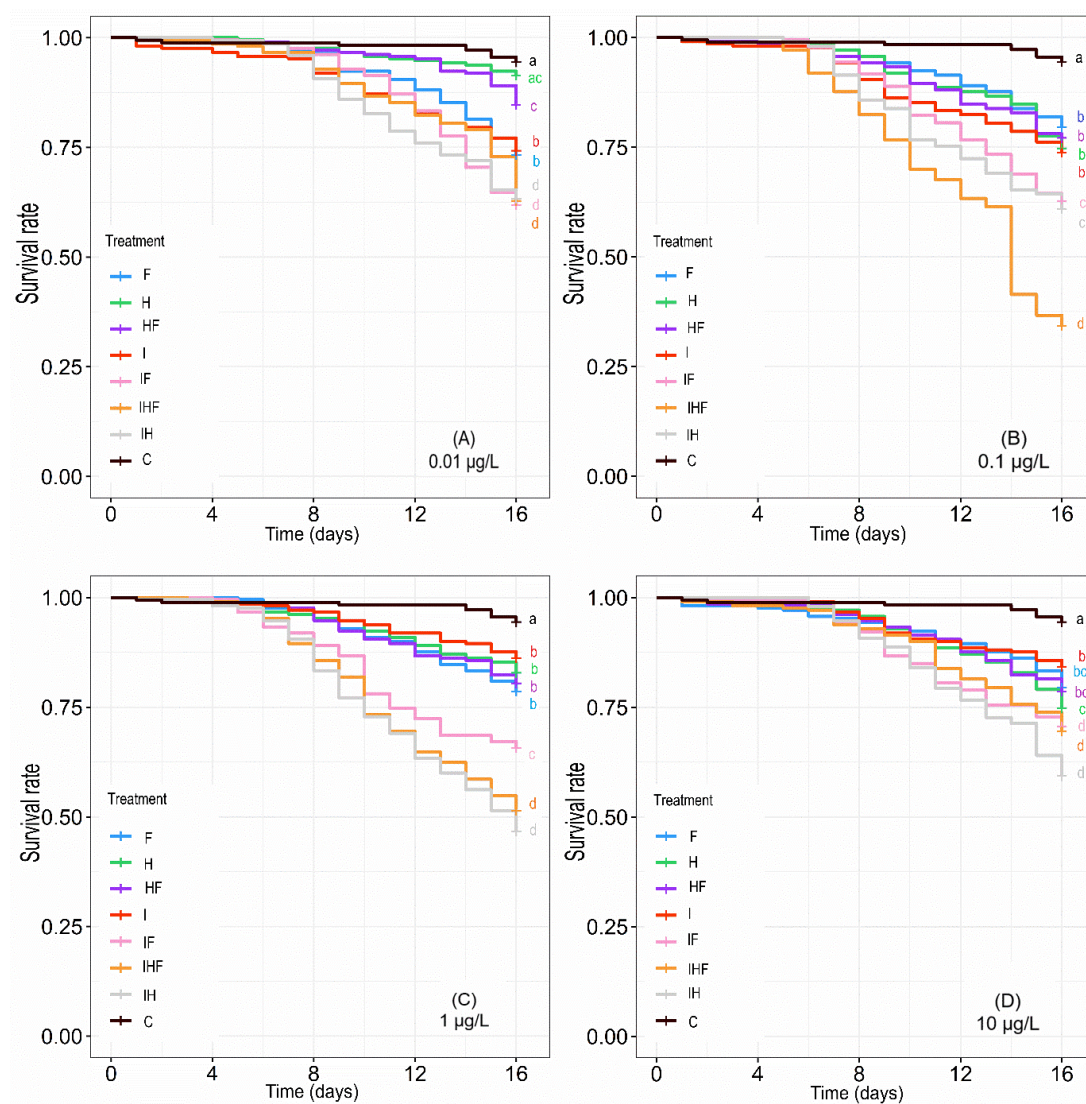 1.00
0.75
0.50
0.25
0.00
Survival rate
Treatment
F
H
HF
I
IF
IHF
IH
C
a
ac
c
b
b
d
d
d
(A)
0.01 µg/L
0 4 8 12 16
Time (days)
1.00
0.75
0.50
0.25
0.00
Survival rate
Treatment
F
H
HF
I
IF
IHF
IH
C
a
b
b
b
b
c
c
d
(B)
0.1 µg/L
0 4 8 12 16
Time (days)
1.00
0.75
0.50
0.25
0.00
Survival rate
Treatment
F
H
HF
I
IF
IHF
IH
C
a
b
b
b
b
c
d
d
(C)
1 µg/L
0 4 8 12 16
Time (days)
1.00
0.75
0.50
0.25
0.00
Survival rate
Treatment
F
H
HF
I
IF
IHF
IH
C
a
b
bc
bc
c
d
d
d
(D)
10 µg/L
0 4 8 12 16
Time (days)